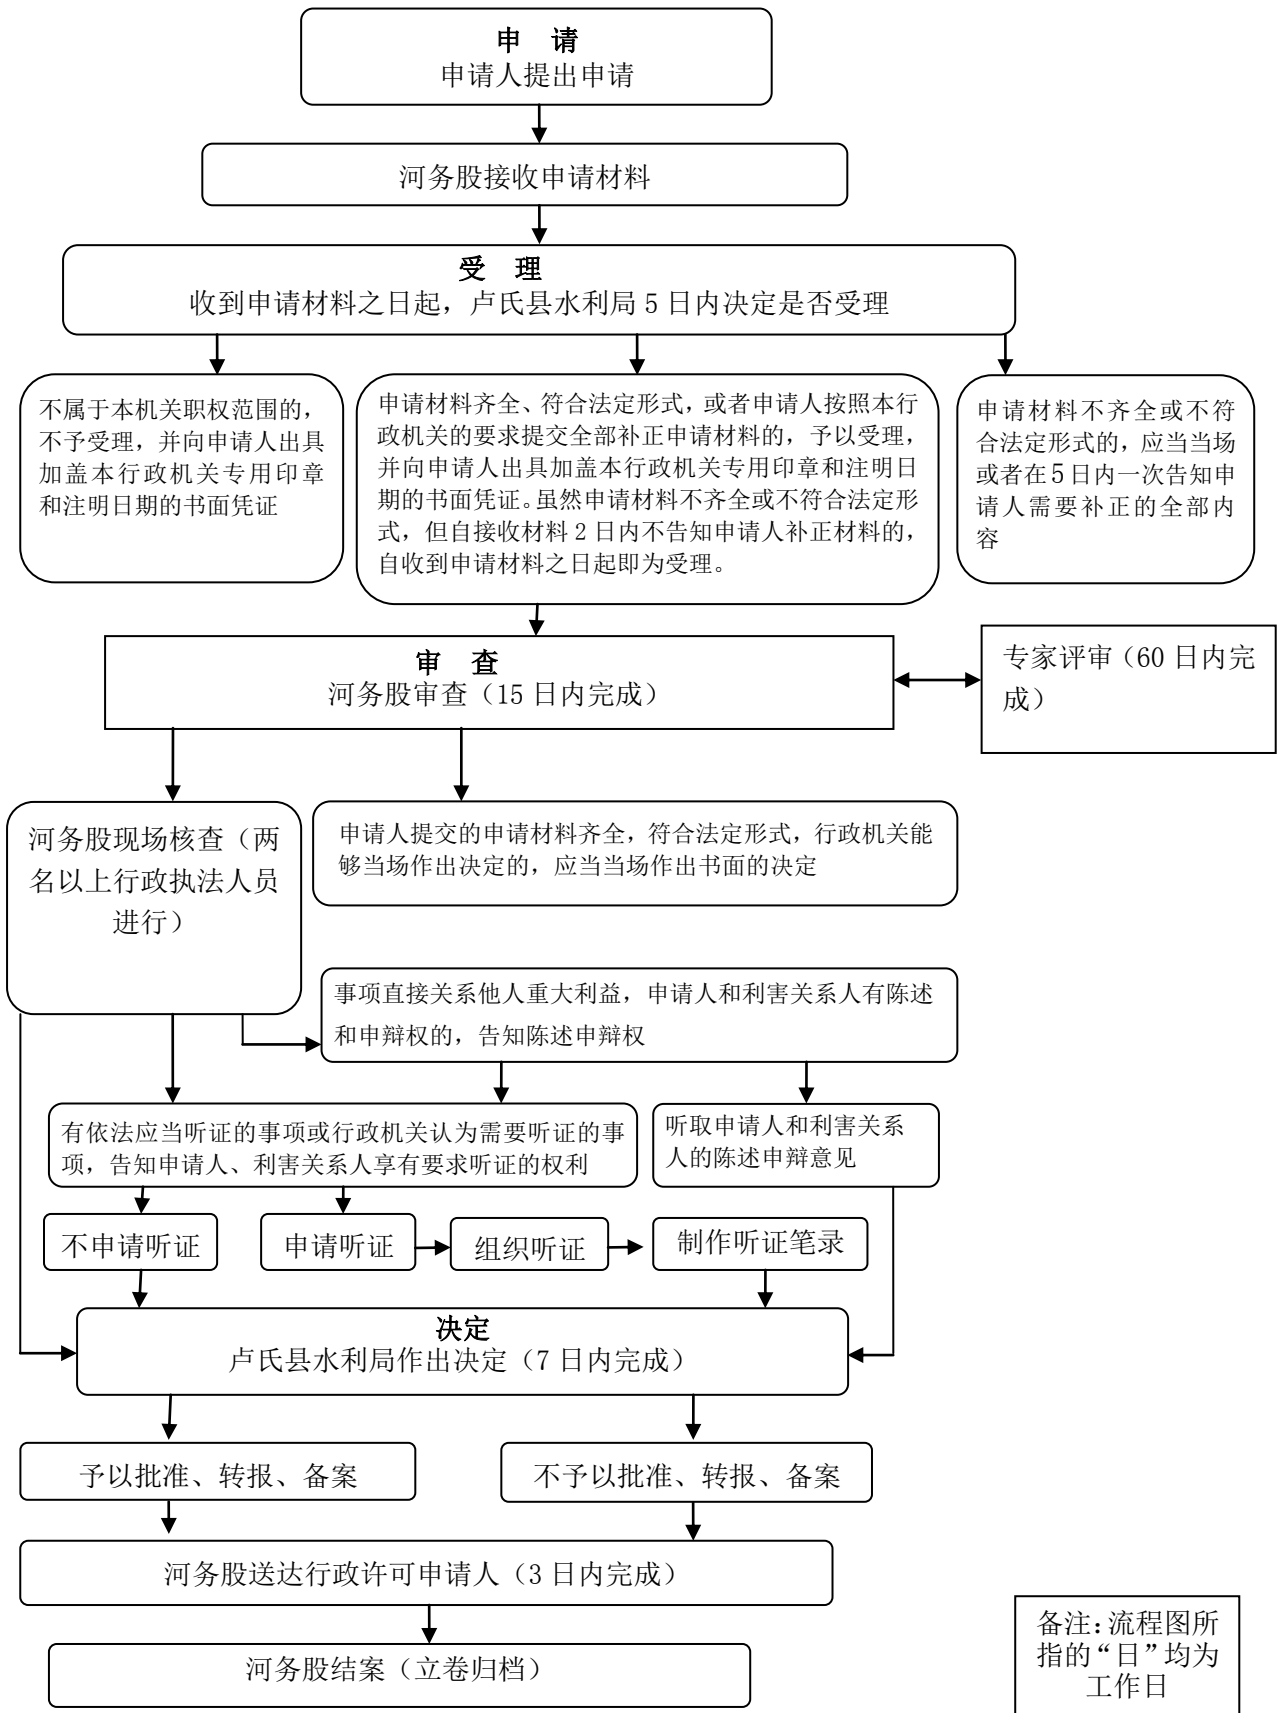 申 请
申请人提出申请
河务股接收申请材料
受 理
收到申请材料之日起，卢氏县水利局 5 日内决定是否受理
不属于本机关职权范围的，
不予受理，并向申请人出具
加盖本行政机关专用印章
和注明日期的书面凭证
申请材料齐全、符合法定形式，或者申请人按照本行
政机关的要求提交全部补正申请材料的，予以受理，
并向申请人出具加盖本行政机关专用印章和注明日
期的书面凭证。虽然申请材料不齐全或不符合法定形
式，但自接收材料 2 日内不告知申请人补正材料的，
自收到申请材料之日起即为受理。
申请材料不齐全或不符
合法定形式的，应当当场
或者在 5 日内一次告知申
请人需要补正的全部内
容
审 查
河务股审查（15 日内完成）
专家评审（60 日内完
成）
河务股现场核查（两
名以上行政执法人员
进行）
申请人提交的申请材料齐全，符合法定形式，行政机关能
够当场作出决定的，应当当场作出书面的决定
事项直接关系他人重大利益，申请人和利害关系人有陈述
和申辩权的，告知陈述申辩权
有依法应当听证的事项或行政机关认为需要听证的事
项，告知申请人、利害关系人享有要求听证的权利
听取申请人和利害关系
人的陈述申辩意见
不申请听证
申请听证
组织听证
制作听证笔录
决定
卢氏县水利局作出决定（7 日内完成）
予以批准、转报、备案
不予以批准、转报、备案
河务股送达行政许可申请人（3 日内完成）
河务股结案（立卷归档）
备注：流程图所
指的“日”均为
工作日